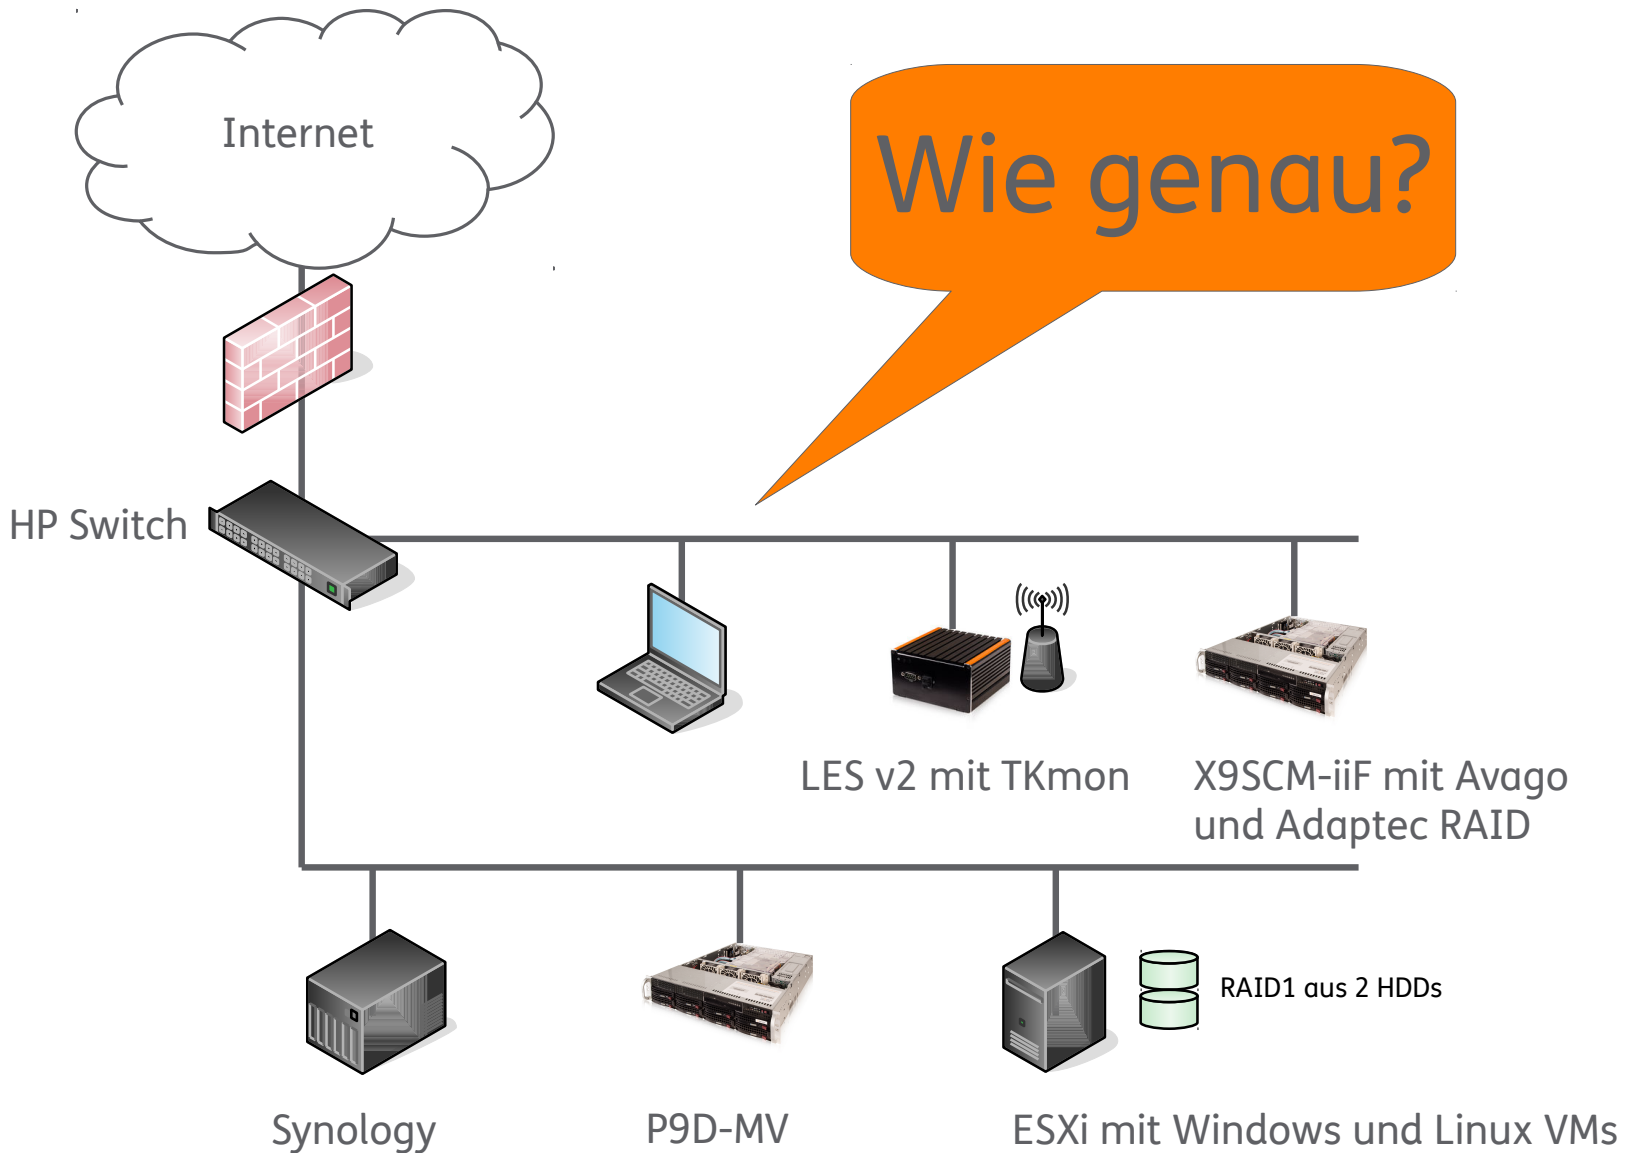 Internet
Wie genau?
HP Switch
LES v2 mit TKmon
X9SCM-iiF mit Avago
und Adaptec RAID
RAID1 aus 2 HDDs
Synology
P9D-MV
ESXi mit Windows und Linux VMs